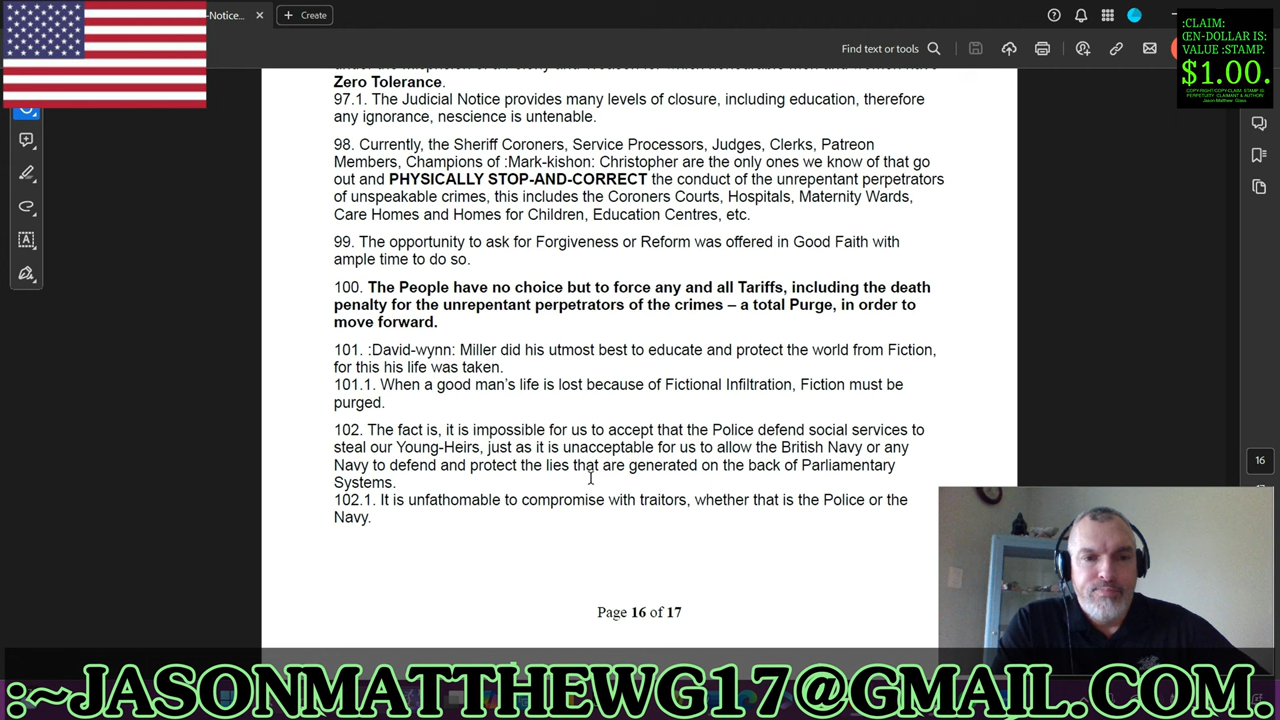 -Notice...
Create
:CLAIM:
ŒN-DOLLAR IS:
VALUE :STAMP.
$1.00.
COPY-RIGHT/COPY-CLAIM: STAMP IS:
PERPETUITY CLAIMANT & AUTHOR/
Jason-Matthew: Glass
Find text or tools
Zero Tolerance.
97.1. The Judicial Notice provides many levels of closure, including education, therefore
any ignorance, nescience is untenable.
98. Currently, the Sheriff Coroners, Service Processors, Judges, Clerks, Patreon
Members, Champions of :Mark-kishon: Christopher are the only ones we know of that go
out and PHYSICALLY STOP-AND-CORRECT the conduct of the unrepentant perpetrators
of unspeakable crimes, this includes the Coroners Courts, Hospitals, Maternity Wards,
Care Homes and Homes for Children, Education Centres, etc.
99. The opportunity to ask for Forgiveness or Reform was offered in Good Faith with
ample time to do so.
100. The People have no choice but to force any and all Tariffs, including the death
penalty for the unrepentant perpetrators of the crimes – a total Purge, in order to
move forward.
101. :David-wynn: Miller did his utmost best to educate and protect the world from Fiction,
for this his life was taken.
101.1. When a good man's life is lost because of Fictional Infiltration, Fiction must be
purged.
102. The fact is, it is impossible for us to accept that the Police defend social services to
steal our Young-Heirs, just as it is unacceptable for us to allow the British Navy or any
Navy to defend and protect the lies that are generated on the back of Parliamentary
Systems.
102.1. It is unfathomable to compromise with traitors, whether that is the Police or the
Navy.
16
Page 16 of 17
:~JASONMATTHEWG17@GMAIL.COM.